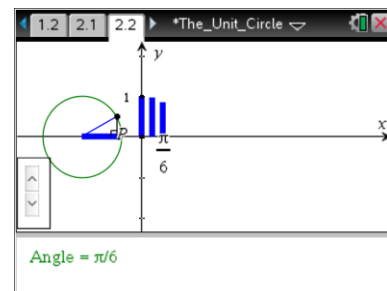 1.2 2.1 2.2 *The_Unit_Circle
y
1
P
x
π
6
Angle = π/6